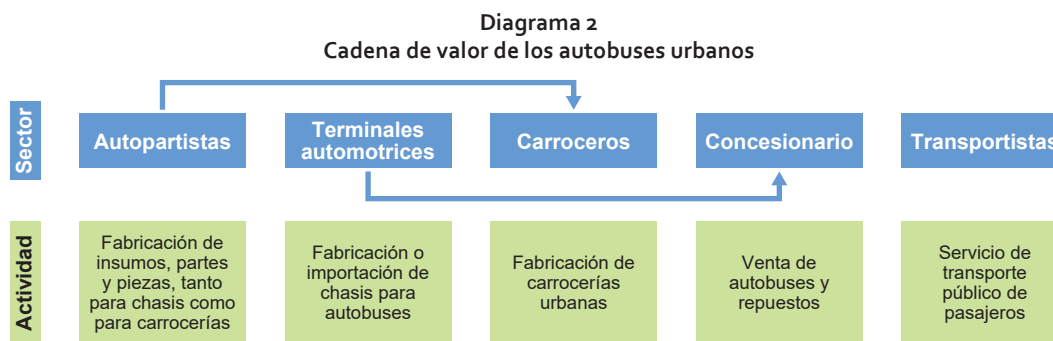 Diagrama 2
Cadena de valor de los autobuses urbanos
Sector
Autopartistas
Terminales
automotrices
Carroceros
Concesionario
Transportistas
Actividad
Fabricación de
insumos, partes
y piezas, tanto
para chasis como
para carrocerías
Fabricación o
importación de
chasis para
autobuses
Fabricación de
carrocerías
urbanas
Venta de
autobuses y
repuestos
Servicio de
transporte
público de
pasajeros